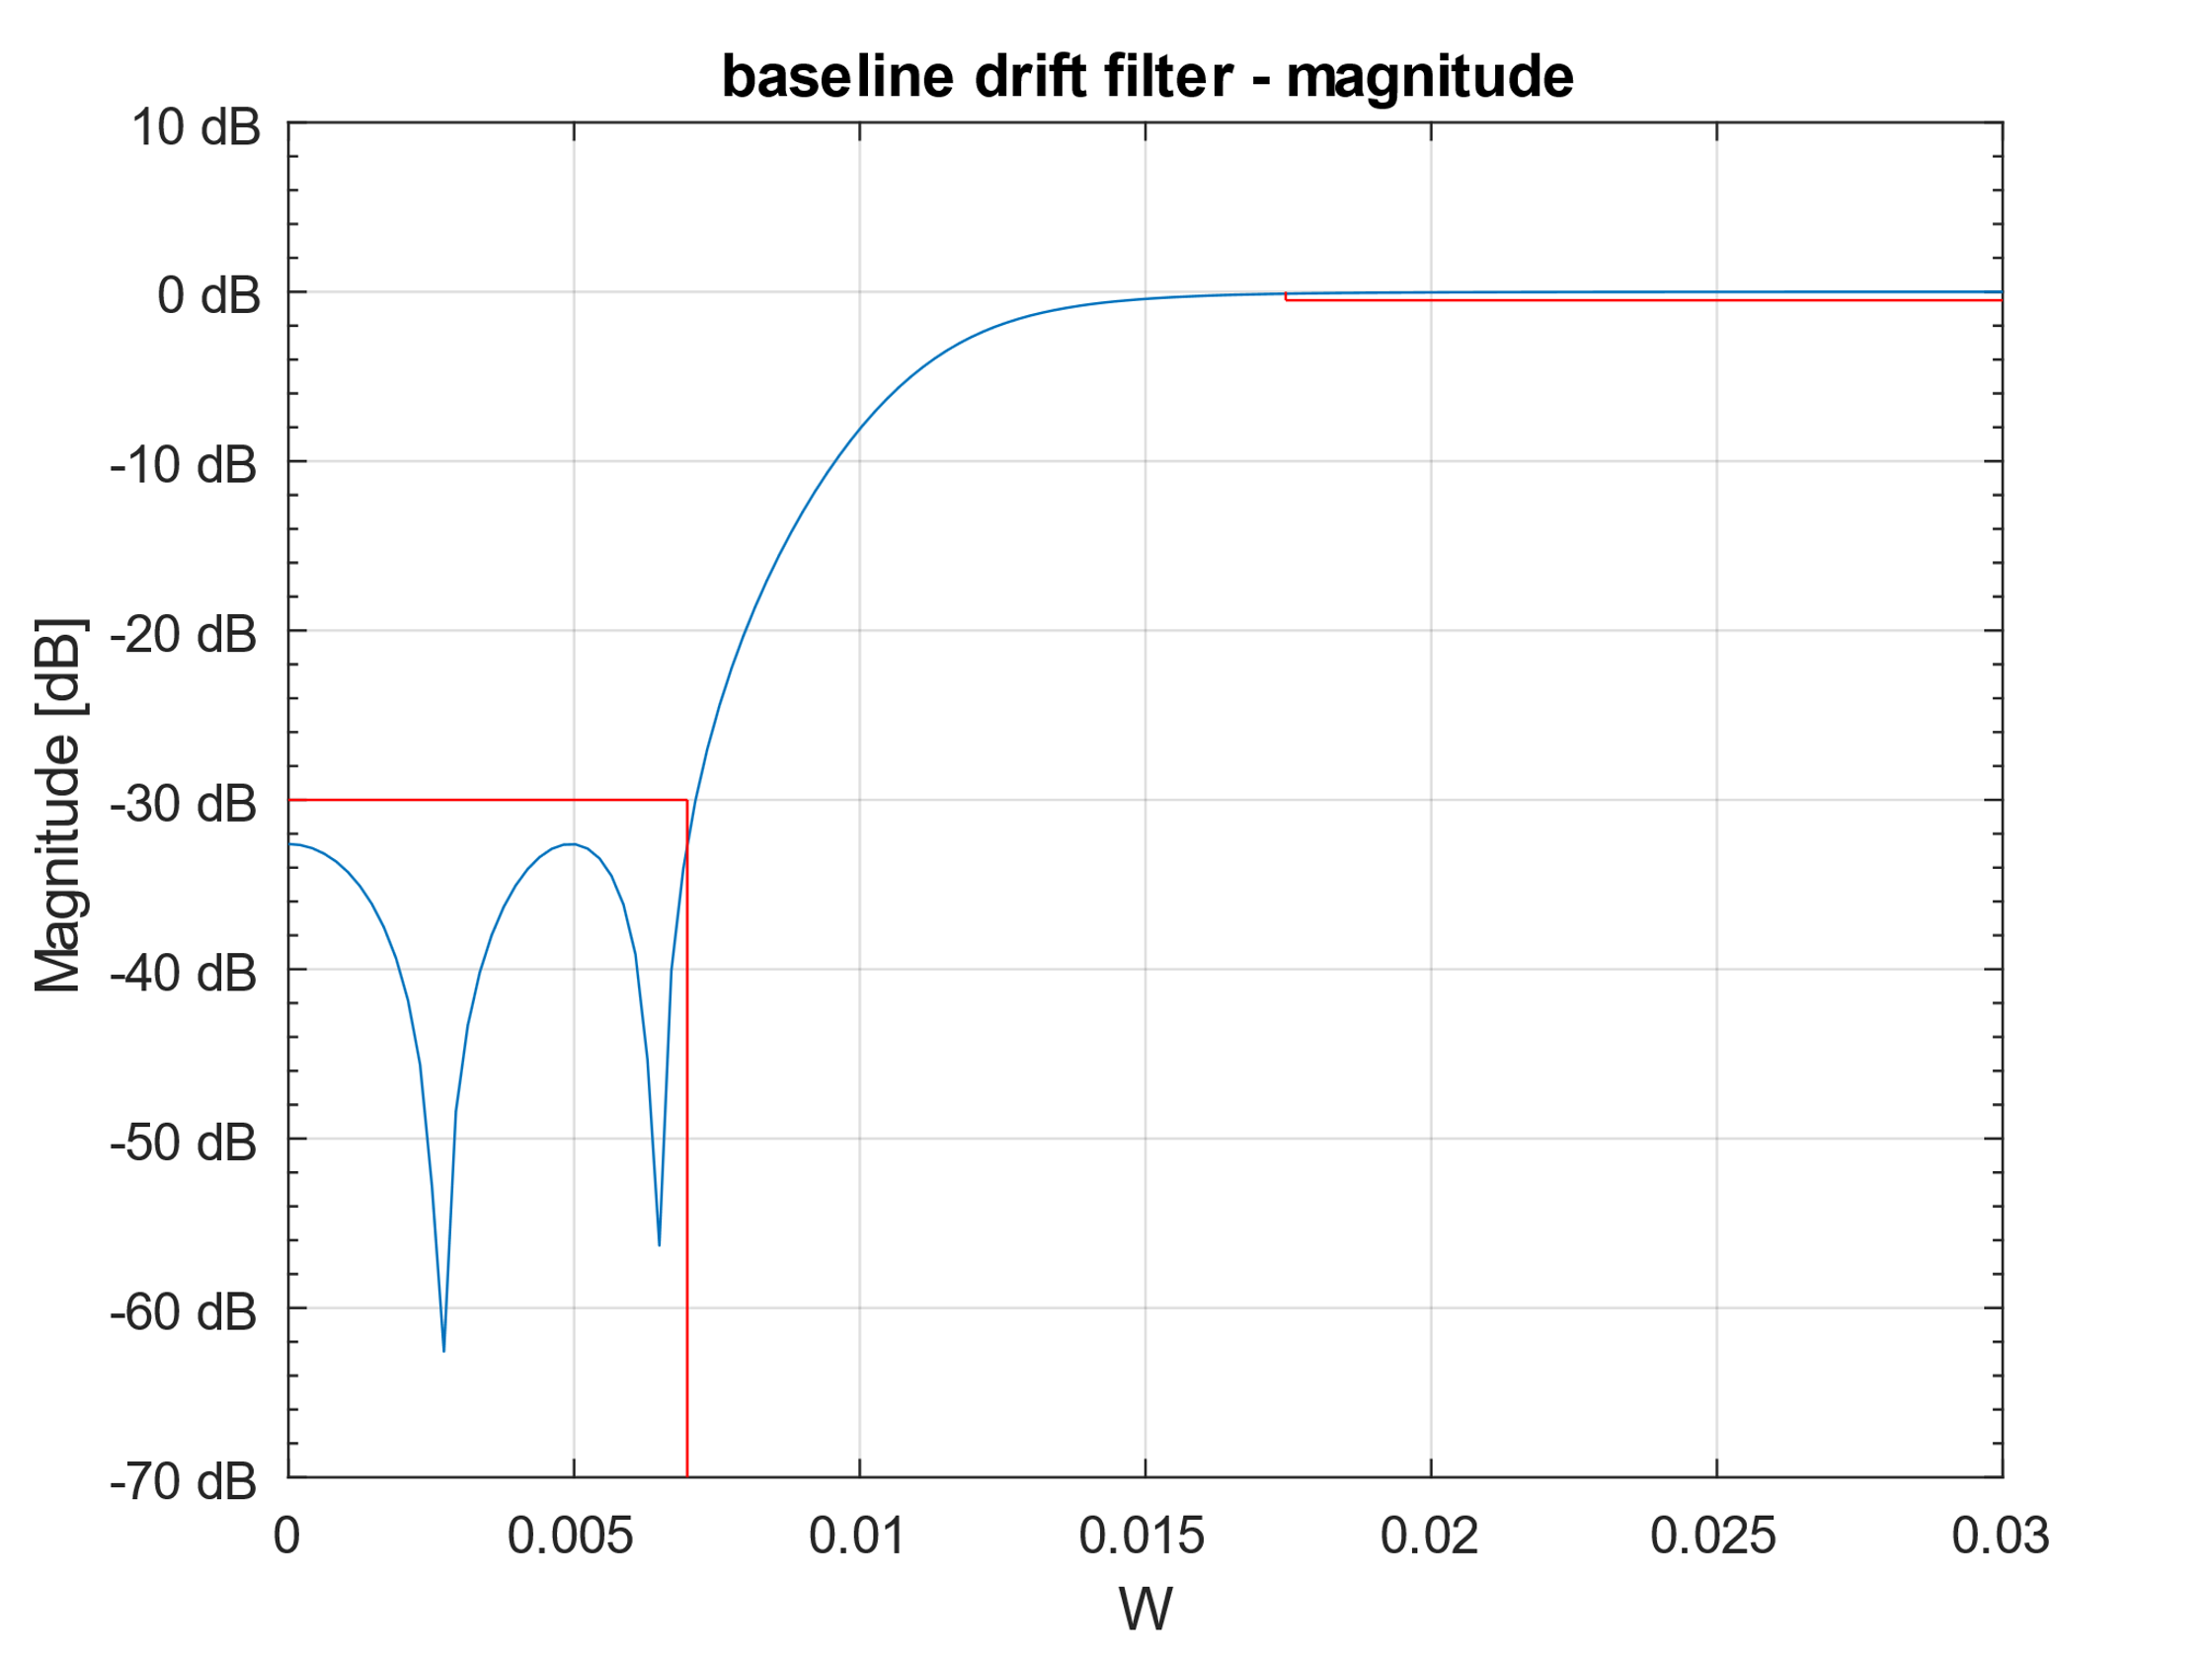 baseline drift filter - magnitude
10 dB
0 dB
-10 dB
-20 dB
-30 dB
-40 dB
-50 dB
-60 dB
-70 dB
Magnitude [dB]
0 0.005 0.01 0.015 0.02 0.025 0.03
W